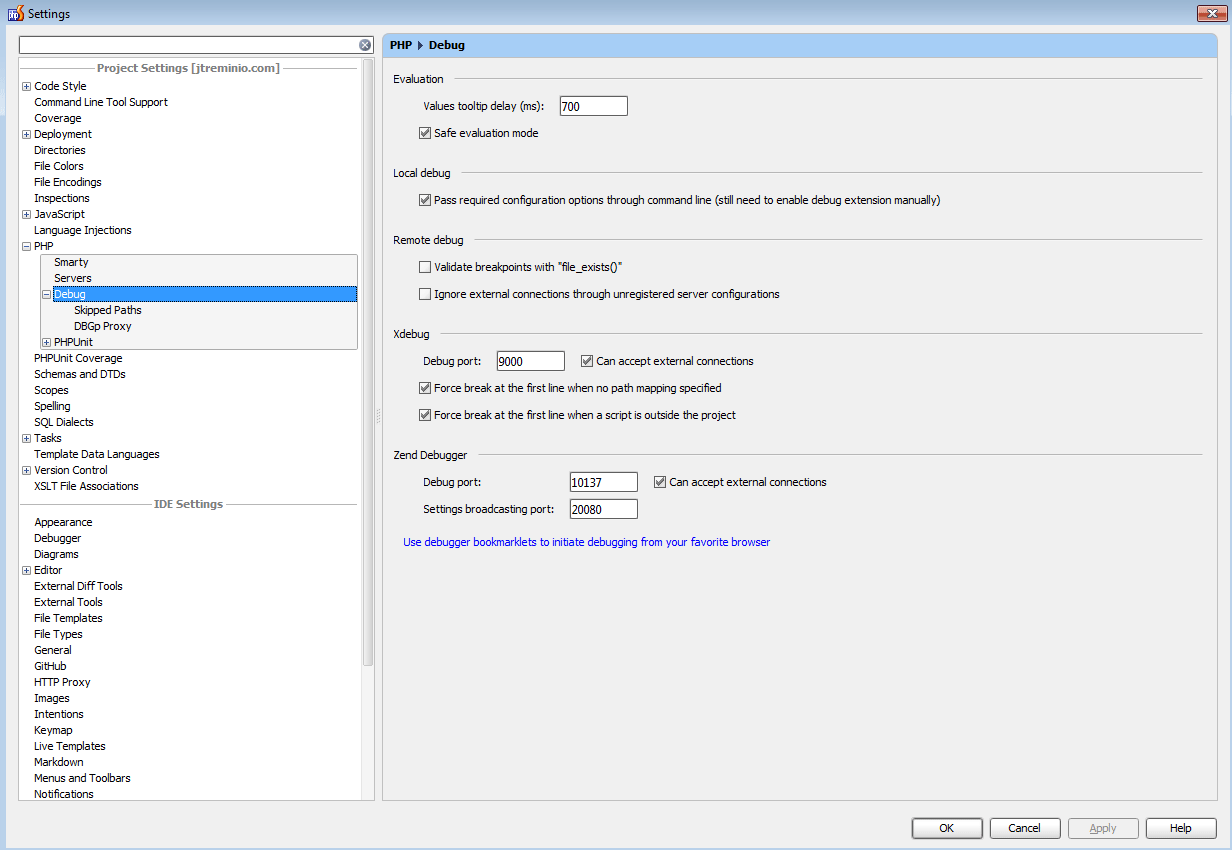 Settings
Project Settings [jtreminio.com]
Code Style
Command Line Tool Support
Coverage
Deployment
Directories
File Colors
File Encodings
Inspections
JavaScript
Language Injections
PHP
Smarty
Servers
Debug
Skipped Paths
DBGp Proxy
PHPUnit
PHPUnit Coverage
Schemas and DTDs
Scopes
Spelling
SQL Dialects
Tasks
Template Data Languages
Version Control
XSLT File Associations
IDE Settings
Appearance
Debugger
Diagrams
Editor
External Diff Tools
External Tools
File Templates
File Types
General
GitHub
HTTP Proxy
Images
Intentions
Keymap
Live Templates
Markdown
Menus and Toolbars
Notifications
PHP Debug
Evaluation
Values tooltip delay (ms): 700
Safe evaluation mode
Local debug
Pass required configuration options through command line (still need to enable debug extension manually)
Remote debug
Validate breakpoints with "file_exists()"
Ignore external connections through unregistered server configurations
Xdebug
Debug port: 9000 Can accept external connections
Force break at the first line when no path mapping specified
Force break at the first line when a script is outside the project
Zend Debugger
Debug port: 10137 Can accept external connections
Settings broadcasting port: 20080
Use debugger bookmarklets to initiate debugging from your favorite browser
OK Cancel Apply Help